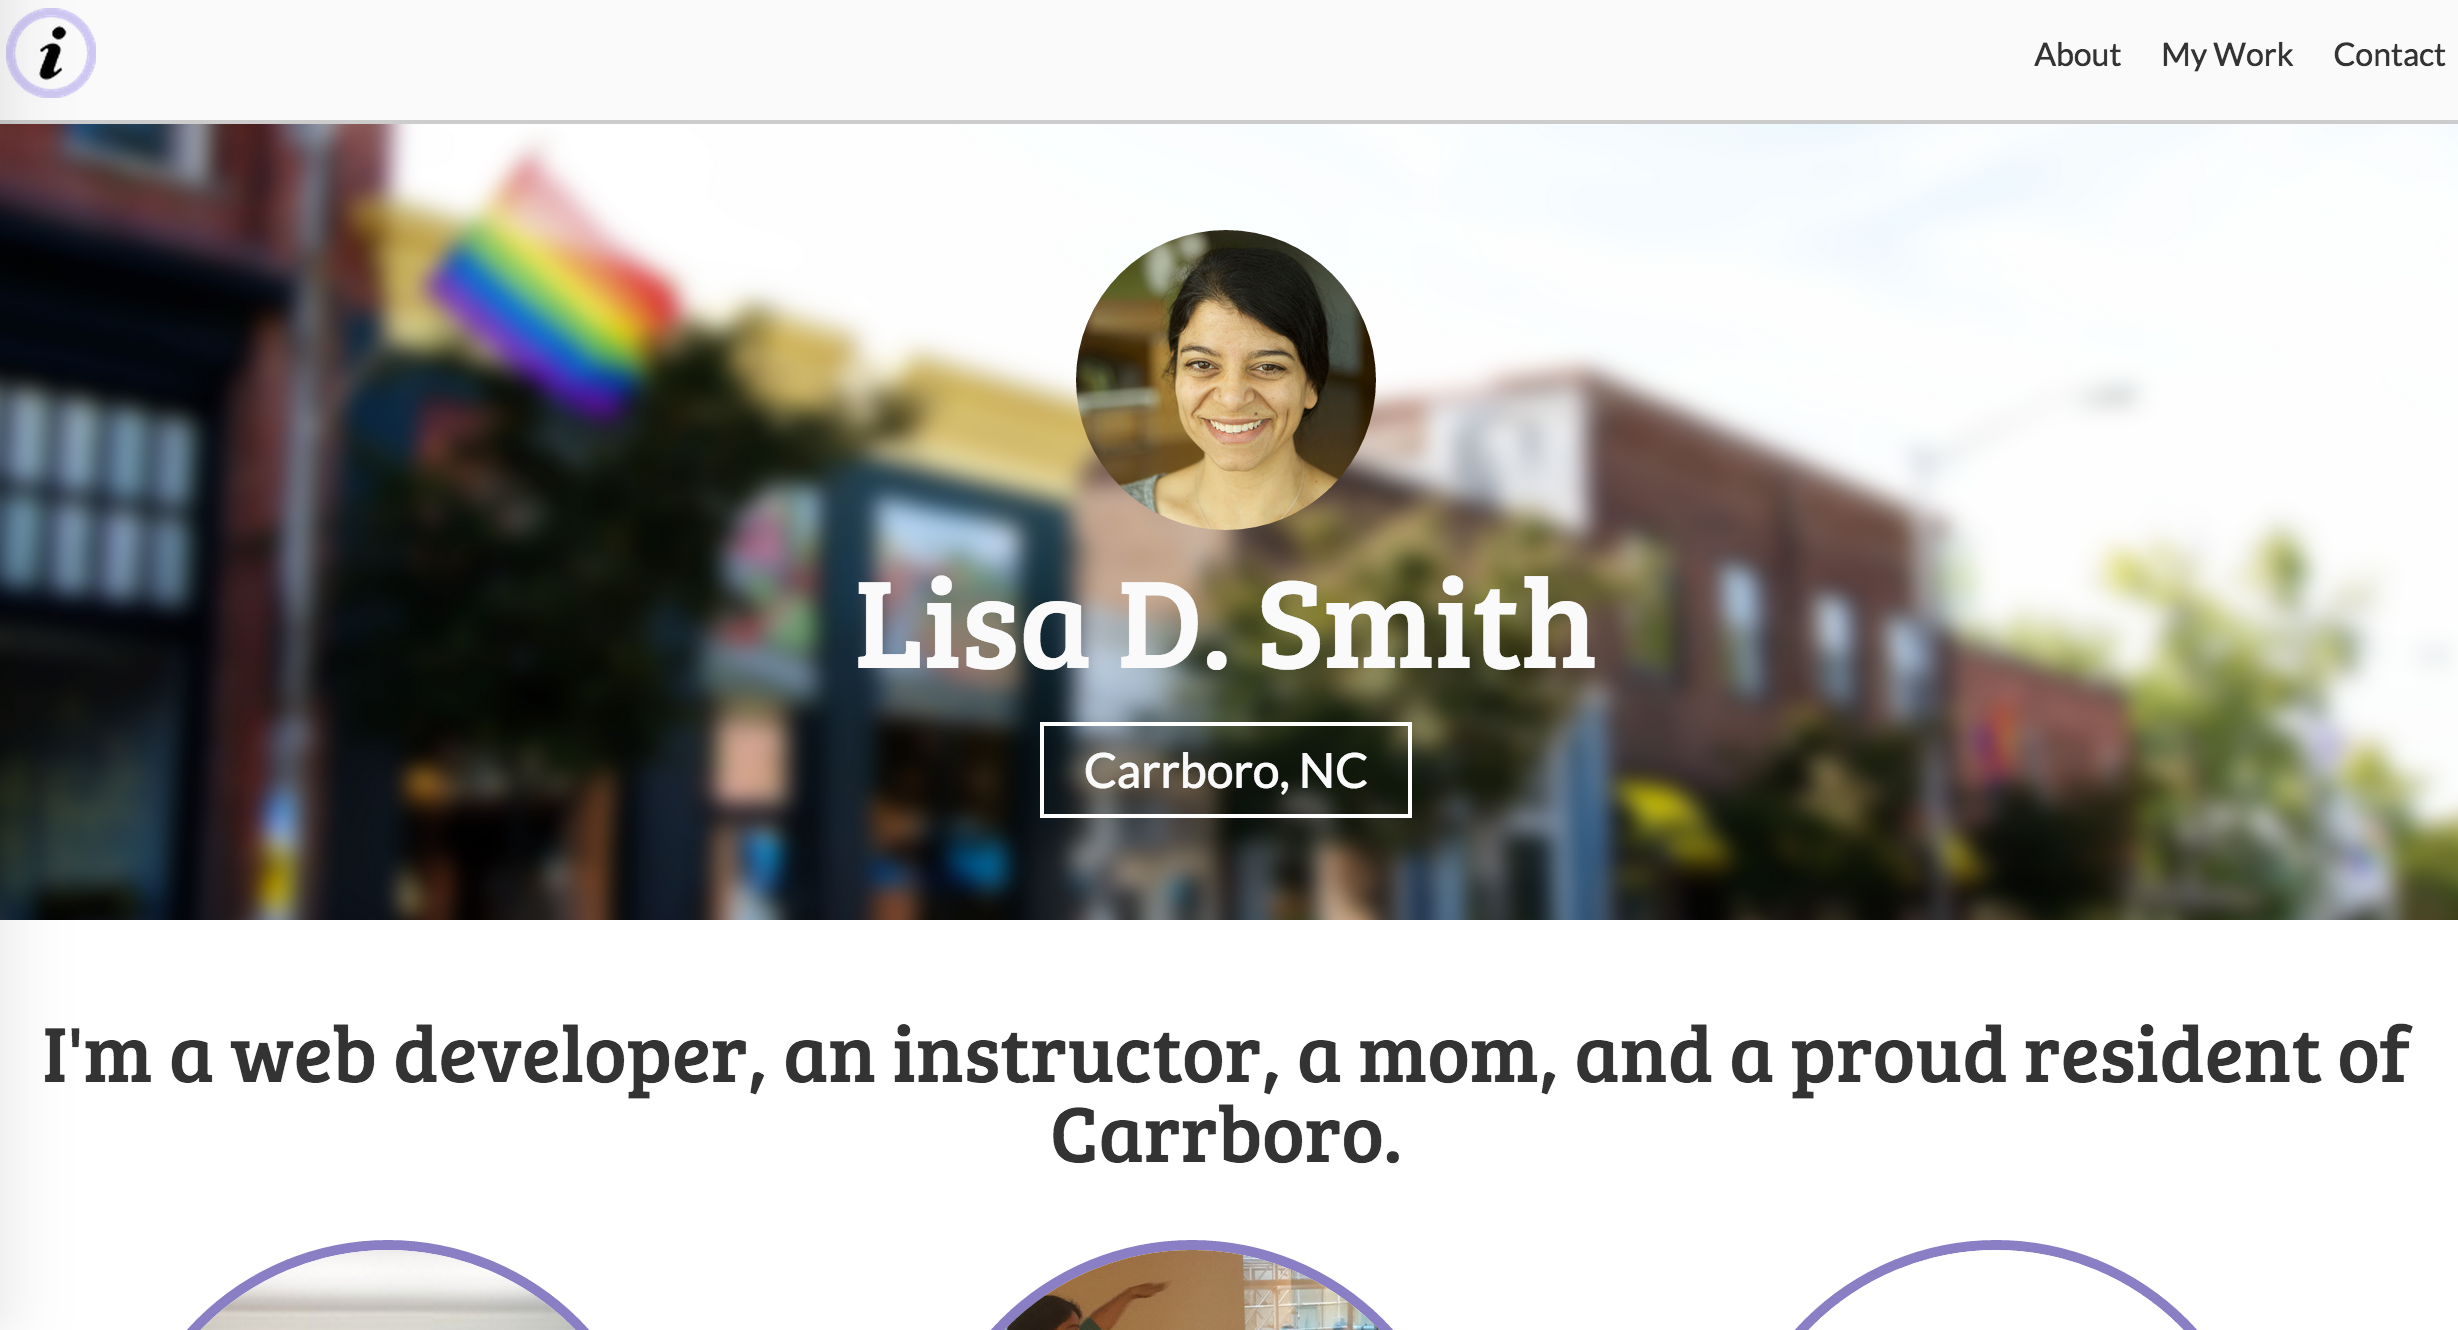 i
About My Work Contact
Lisa D. Smith
Carrboro, NC
I'm a web developer, an instructor, a mom, and a proud resident of
Carrboro.